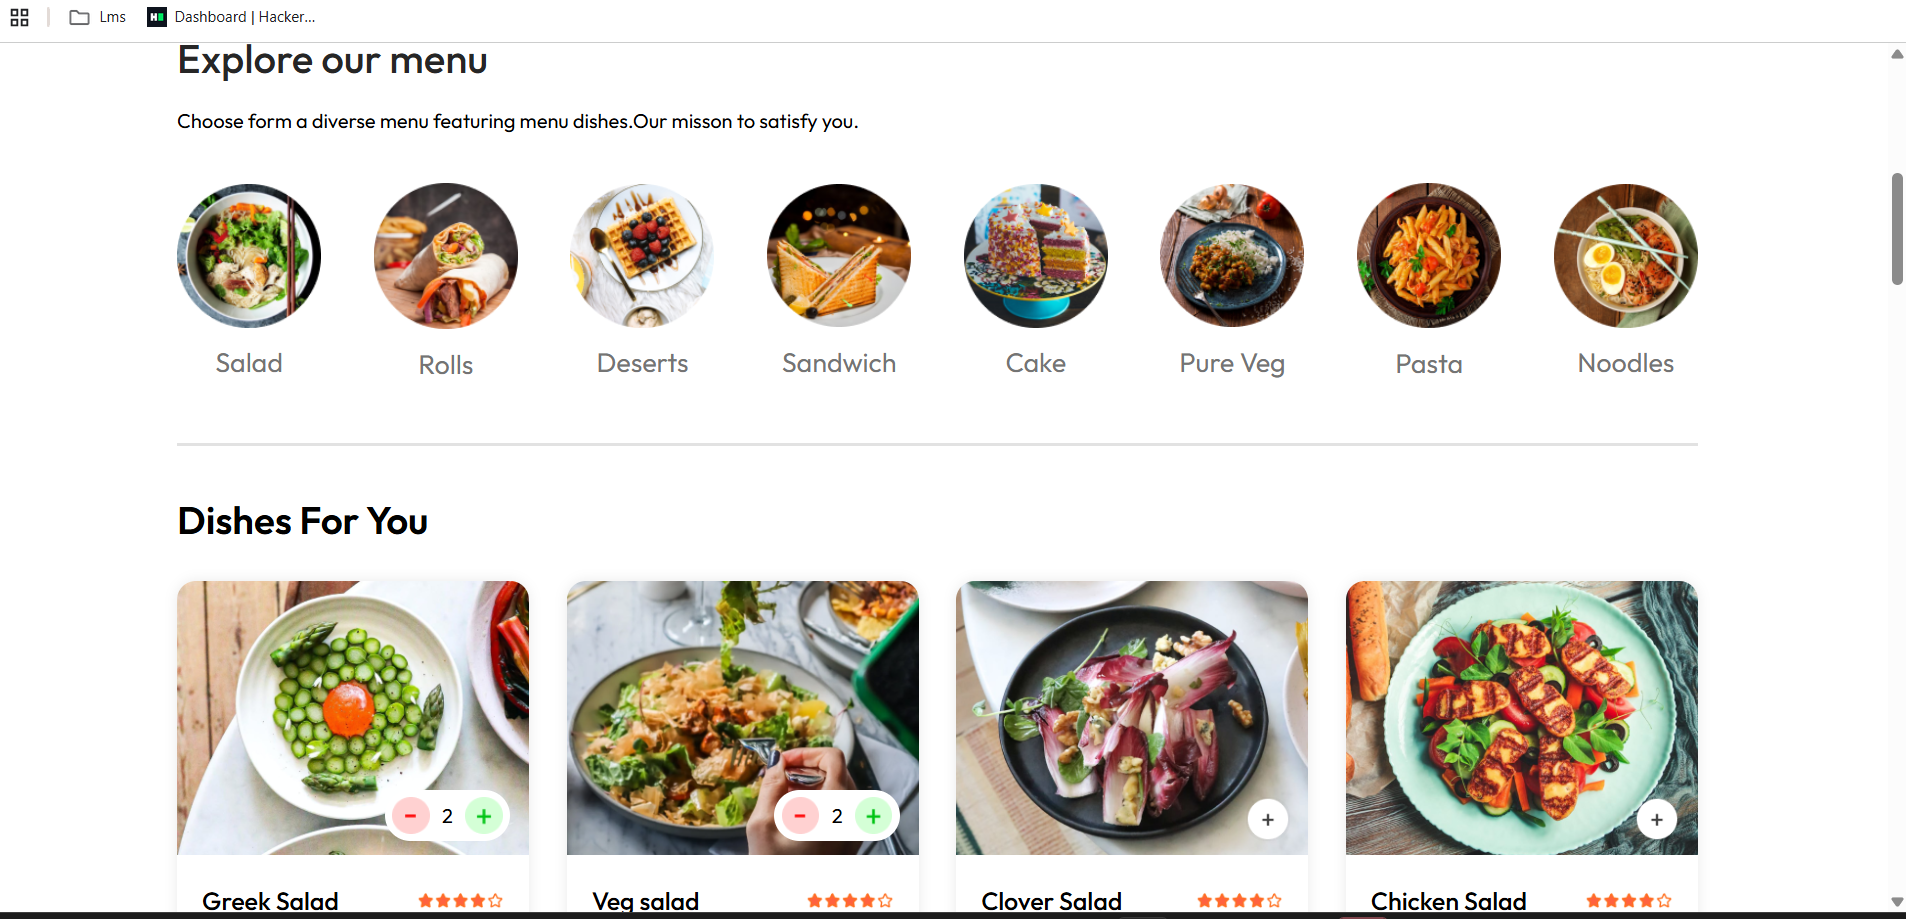 Lms
Dashboard | Hacker...
Explore our menu
Choose form a diverse menu featuring menu dishes.Our misson to satisfy you.
Salad
Rolls
Deserts
Sandwich
Cake
Pure Veg
Pasta
Noodles
Dishes For You
- 2 +
- 2 +
+
+
Greek Salad
Veg salad
Clover Salad
Chicken Salad